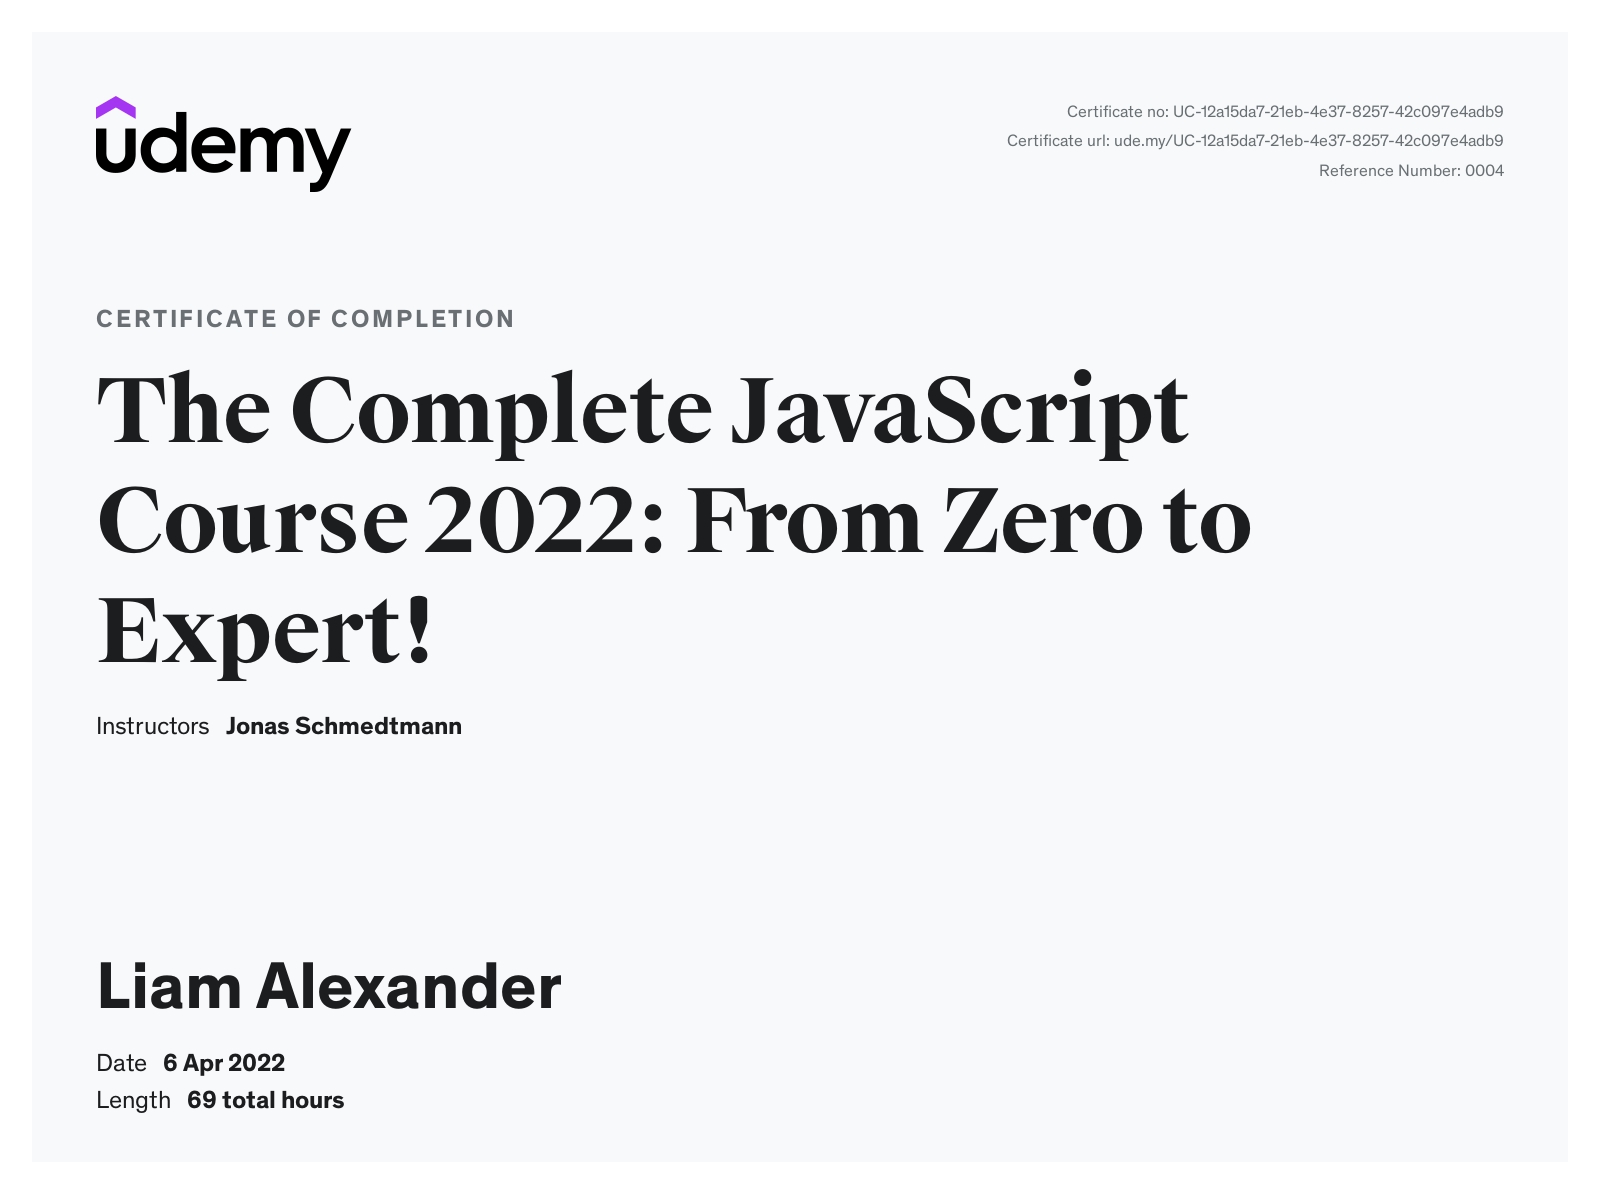 udemy
Certificate no: UC-12a15da7-21eb-4e37-8257-42c097e4adb9
Certificate url: ude.my/UC-12a15da7-21eb-4e37-8257-42c097e4adb9
Reference Number: 0004
CERTIFICATE OF COMPLETION
The Complete JavaScript
Course 2022: From Zero to
Expert!
Instructors Jonas Schmedtmann
Liam Alexander
Date 6 Apr 2022
Length 69 total hours